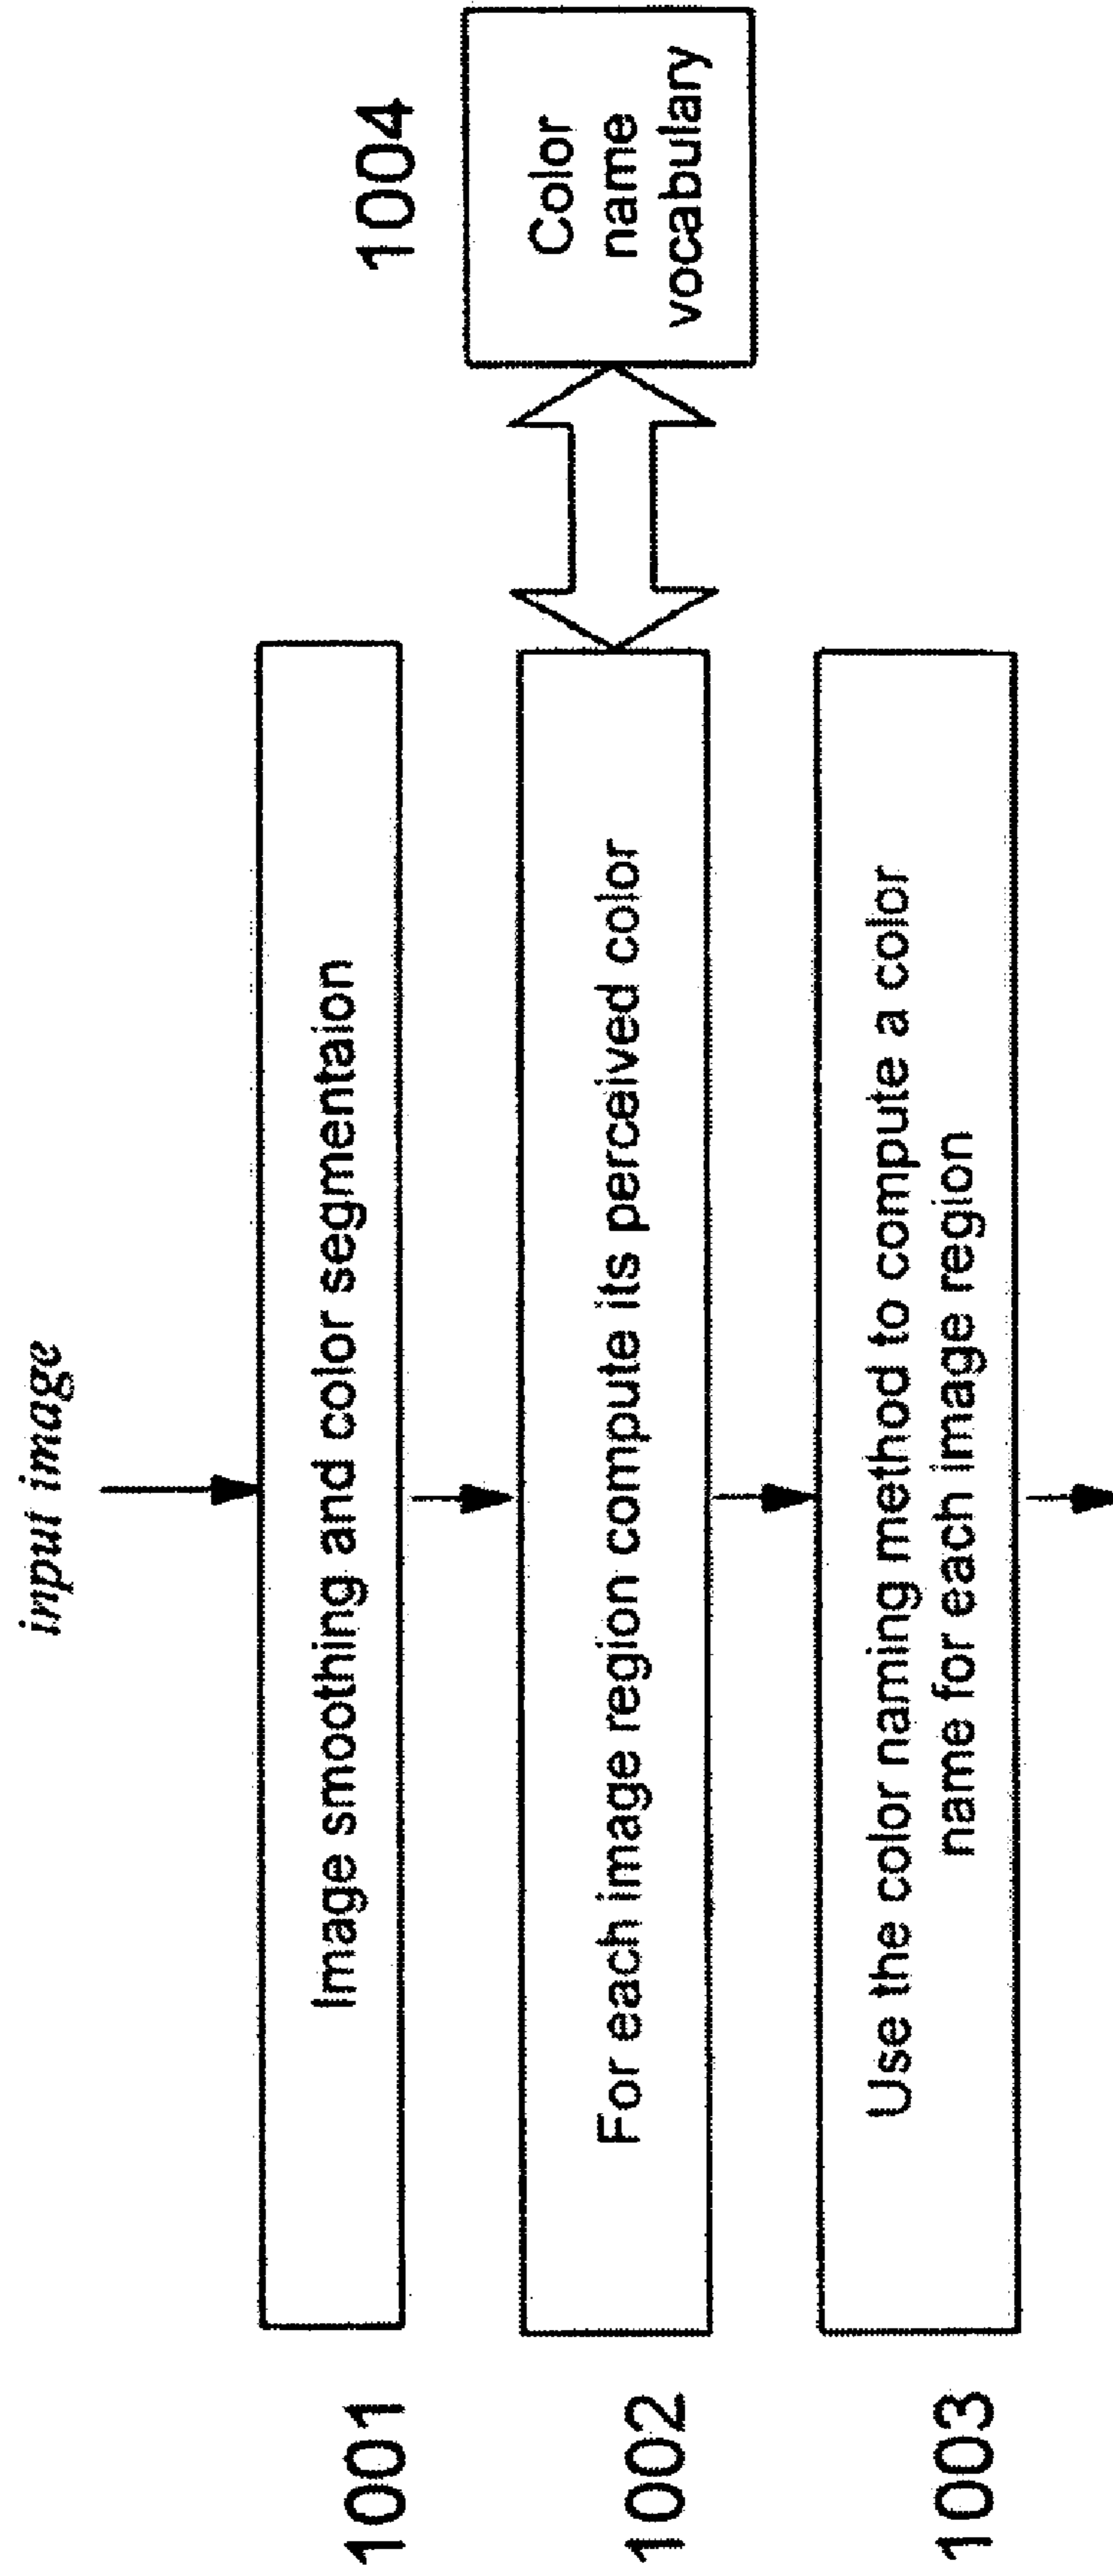 input image
1001
Image smoothing and color segmentaion
1002
For each image region compute its perceived color
1004
Color
name
vocabulary
1003
Use the color naming method to compute a color
name for each image region